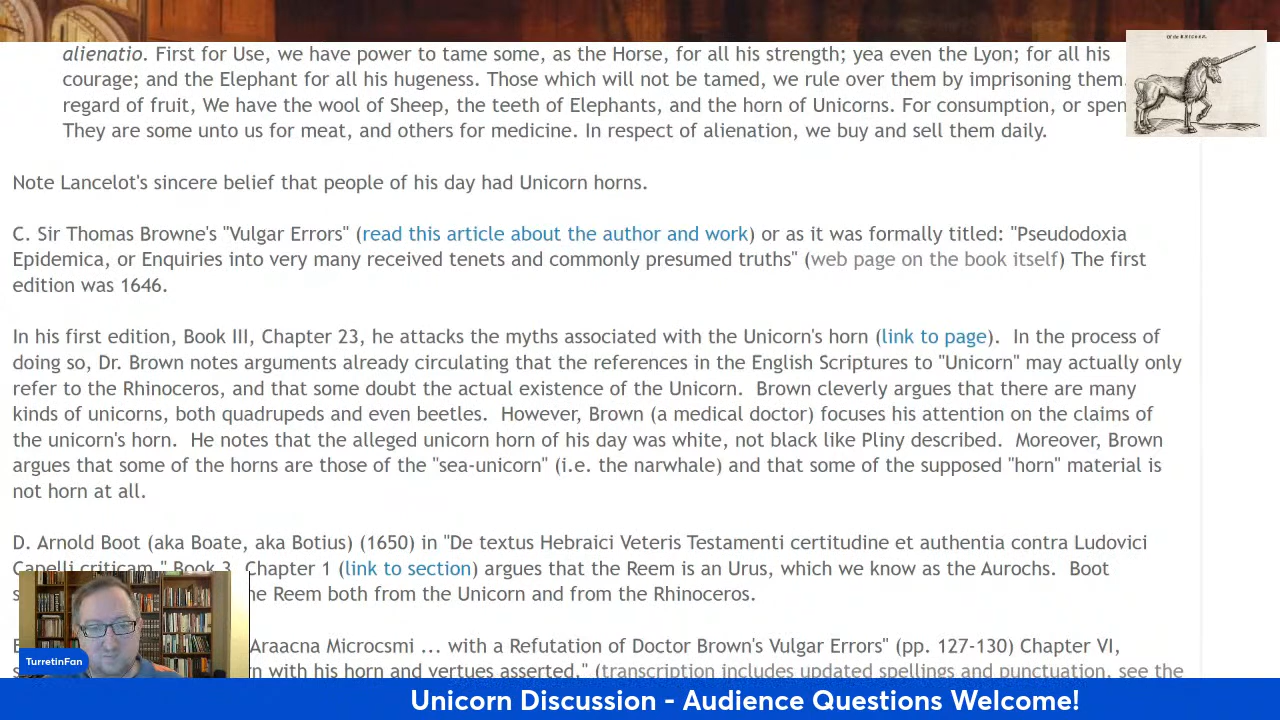 Of the UNICORN.
alienatio. First for Use, we have power to tame some, as the Horse, for all his strength; yea even the Lyon; for all his
courage; and the Elephant for all his hugeness. Those which will not be tamed, we rule over them by imprisoning them.
regard of fruit, We have the wool of Sheep, the teeth of Elephants, and the horn of Unicorns. For consumption, or spen
They are some unto us for meat, and others for medicine. In respect of alienation, we buy and sell them daily.
Note Lancelot's sincere belief that people of his day had Unicorn horns.
C. Sir Thomas Browne's "Vulgar Errors" (read this article about the author and work) or as it was formally titled: "Pseudodoxia
Epidemica, or Enquiries into very many received tenets and commonly presumed truths" (web page on the book itself) The first
edition was 1646.
In his first edition, Book III, Chapter 23, he attacks the myths associated with the Unicorn's horn (link to page).  In the process of
doing so, Dr. Brown notes arguments already circulating that the references in the English Scriptures to "Unicorn" may actually only
refer to the Rhinoceros, and that some doubt the actual existence of the Unicorn.  Brown cleverly argues that there are many
kinds of unicorns, both quadrupeds and even beetles.  However, Brown (a medical doctor) focuses his attention on the claims of
the unicorn's horn.  He notes that the alleged unicorn horn of his day was white, not black like Pliny described.  Moreover, Brown
argues that some of the horns are those of the "sea-unicorn" (i.e. the narwhale) and that some of the supposed "horn" material is
not horn at all.
D. Arnold Boot (aka Boate, aka Botius) (1650) in "De textus Hebraici Veteris Testamenti certitudine et authentia contra Ludovici
Capelli criticam," Book 3, Chapter 1 (link to section) argues that the Reem is an Urus, which we know as the Aurochs.  Boot
he Reem both from the Unicorn and from the Rhinoceros.
Araacna Microcsmi ... with a Refutation of Doctor Brown's Vulgar Errors" (pp. 127-130) Chapter VI,
n with his horn and vertues asserted." (transcription includes updated spellings and punctuation, see the
TurretinFan
Unicorn Discussion - Audience Questions Welcome!